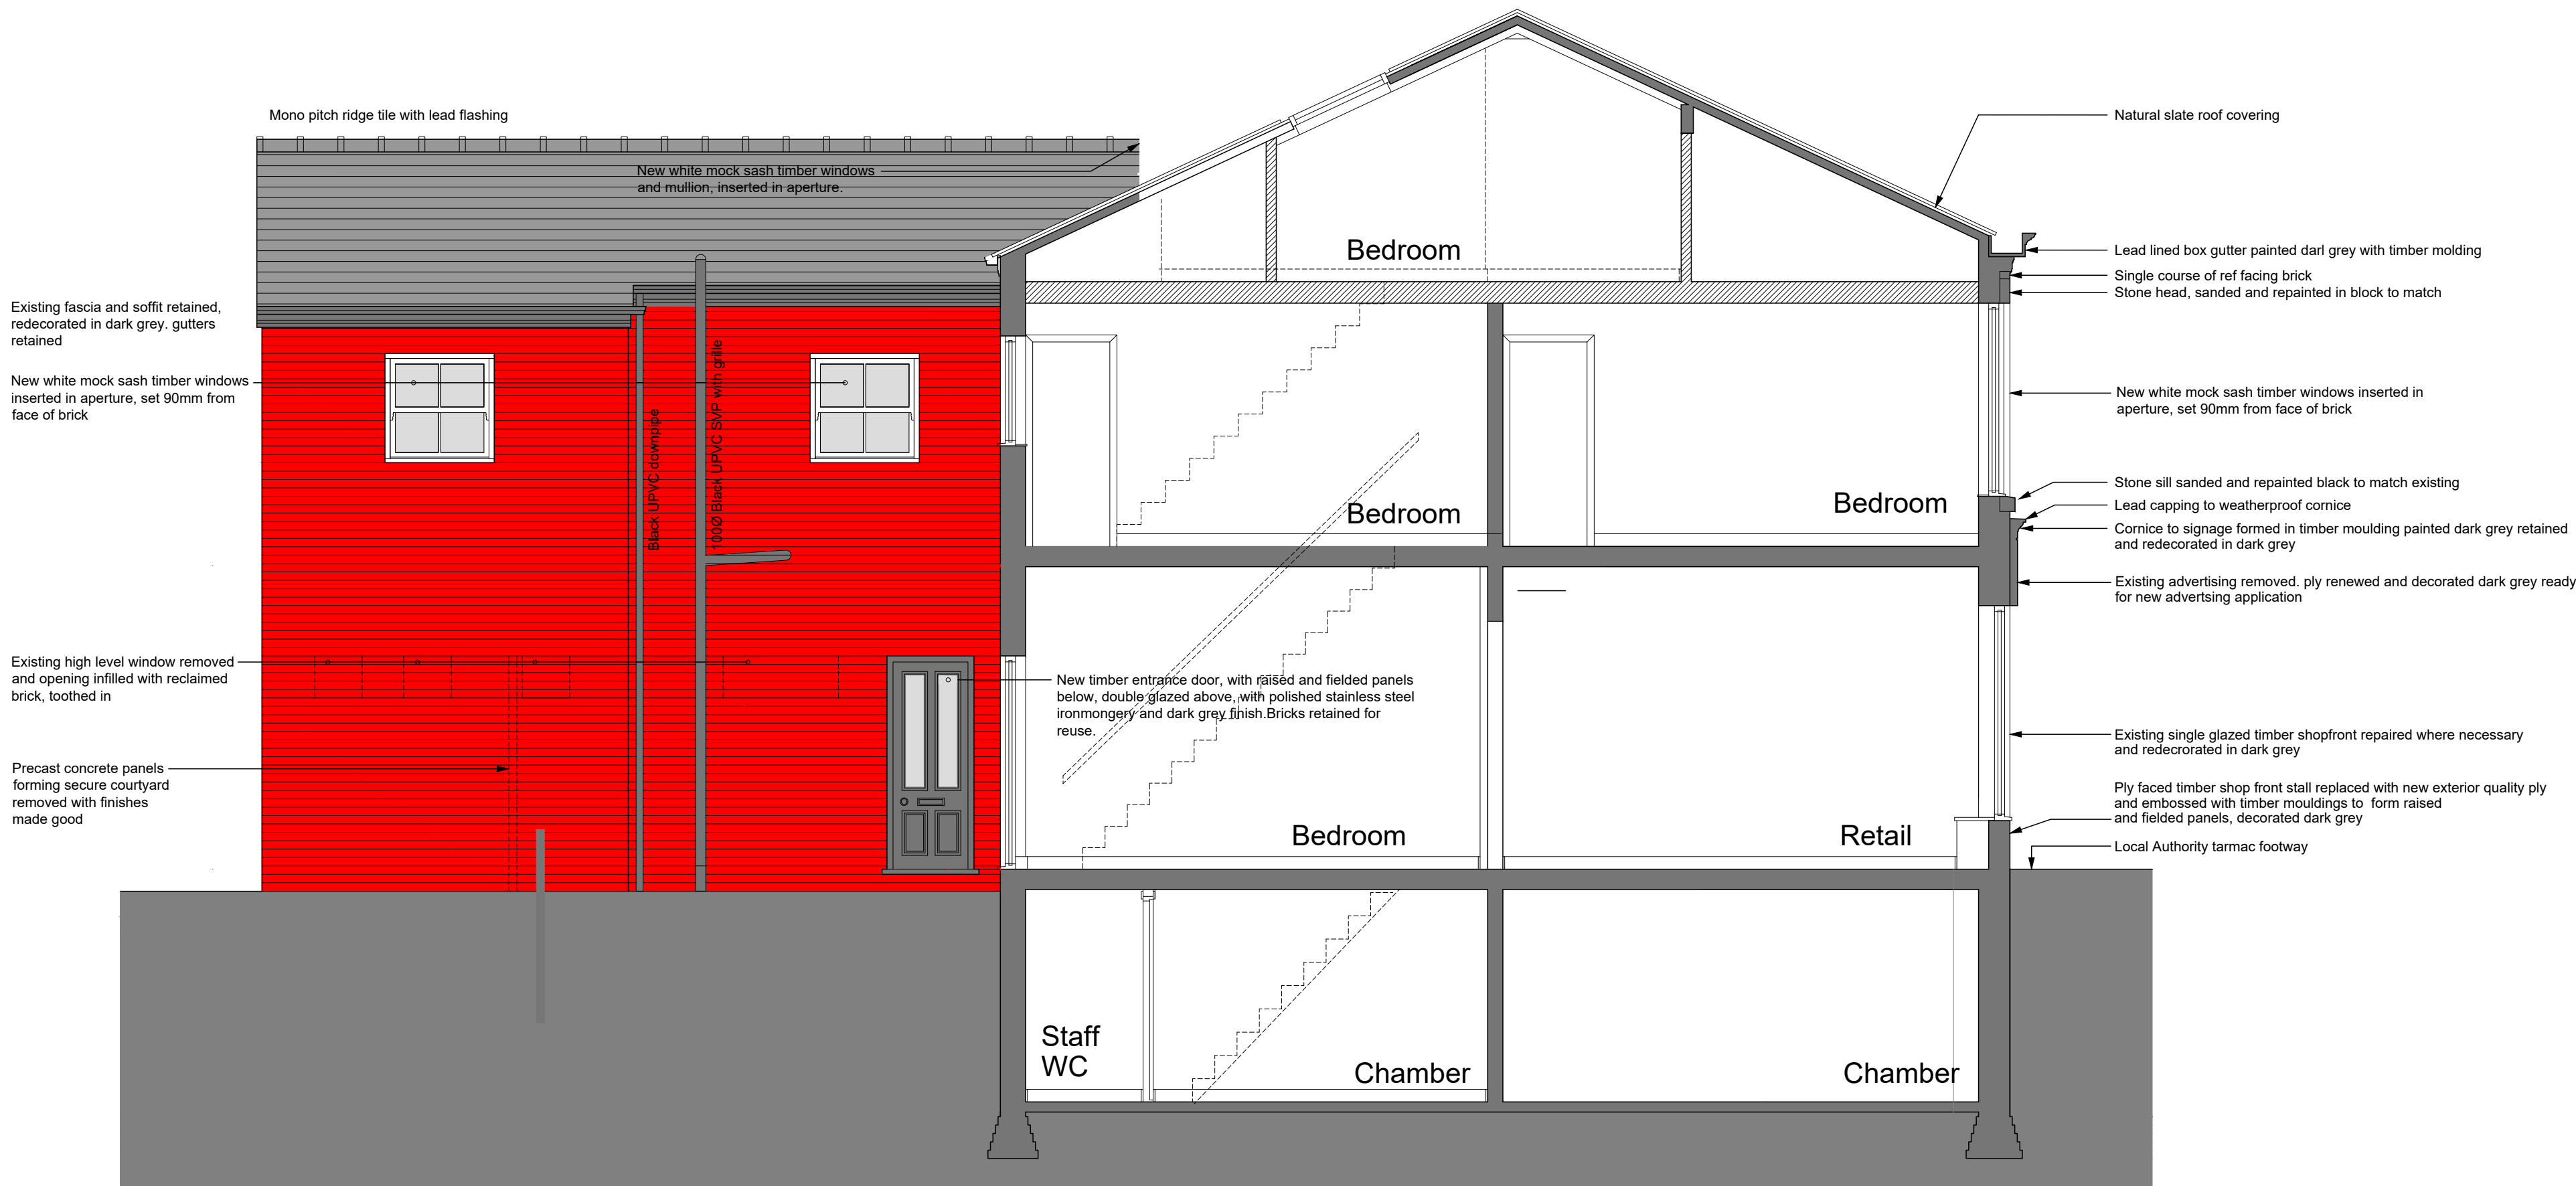 Mono pitch ridge tile with lead flashing
New white mock sash timber windows
and mullion, inserted in aperture.
Existing fascia and soffit retained,
redecorated in dark grey. gutters
retained
New white mock sash timber windows
inserted in aperture, set 90mm from
face of brick
Existing high level window removed
and opening infilled with reclaimed
brick, toothed in
Precast concrete panels
forming secure courtyard
removed with finishes
made good
Black UPVC downpipe
100Ø Black UPVC SVP with grille
New timber entrance door, with raised and fielded panels
below, double glazed above, with polished stainless steel
ironmongery and dark grey finish.Bricks retained for
reuse.
Bedroom
Bedroom
Bedroom
Bedroom
Retail
Staff
WC
Chamber
Chamber
Natural slate roof covering
Lead lined box gutter painted darl grey with timber molding
Single course of ref facing brick
Stone head, sanded and repainted in block to match
New white mock sash timber windows inserted in
aperture, set 90mm from face of brick
Stone sill sanded and repainted black to match existing
Lead capping to weatherproof cornice
Cornice to signage formed in timber moulding painted dark grey retained
and redecorated in dark grey
Existing advertising removed. ply renewed and decorated dark grey ready
for new advertsing application
Existing single glazed timber shopfront repaired where necessary
and redecrorated in dark grey
Ply faced timber shop front stall replaced with new exterior quality ply
and embossed with timber mouldings to  form raised
and fielded panels, decorated dark grey
Local Authority tarmac footway